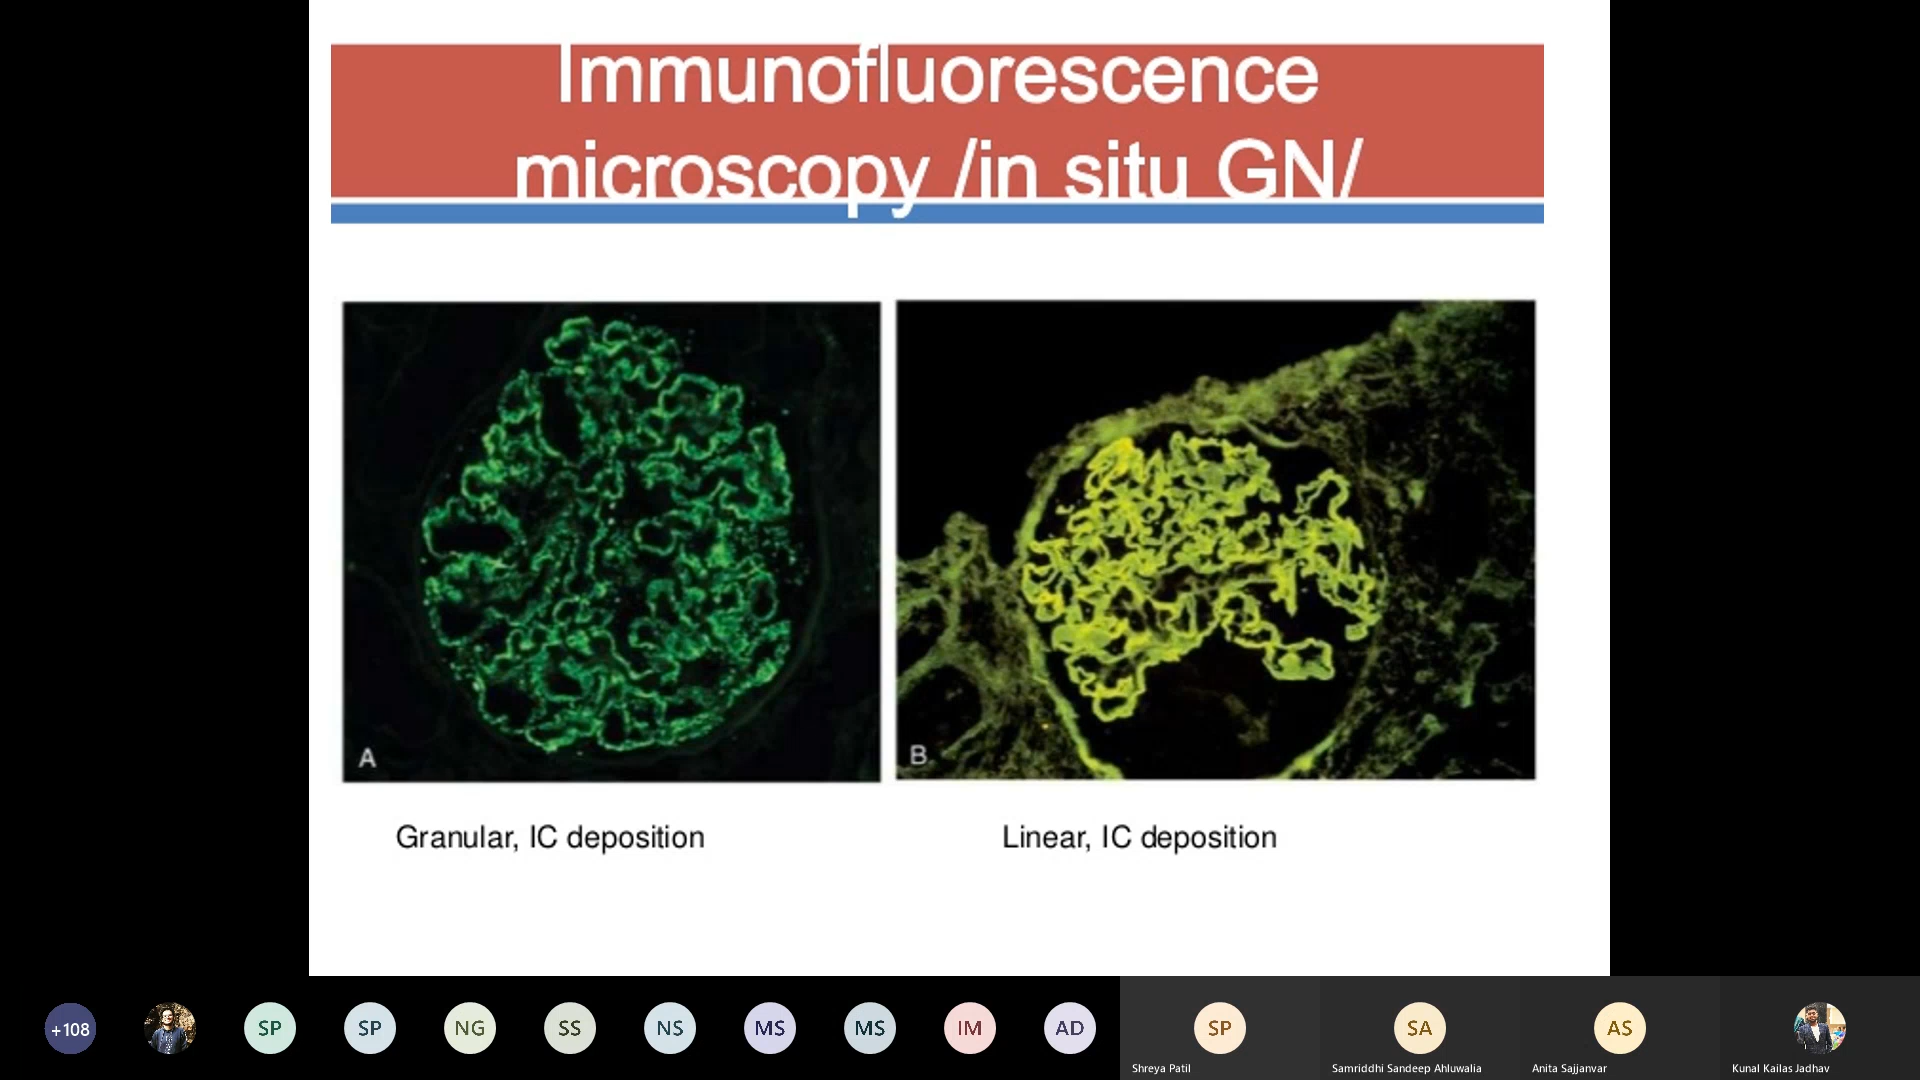 Immunofluorescence
microscopy /in situ GN/
A
B
Granular, IC deposition
Linear, IC deposition
+108
SP
SP
NG
SS
NS
MS
MS
IM
AD
SP
SA
AS
Shreya Patil
Samriddhi Sandeep Ahluwalia
Anita Sajjanvar
Kunal Kailas Jadhav